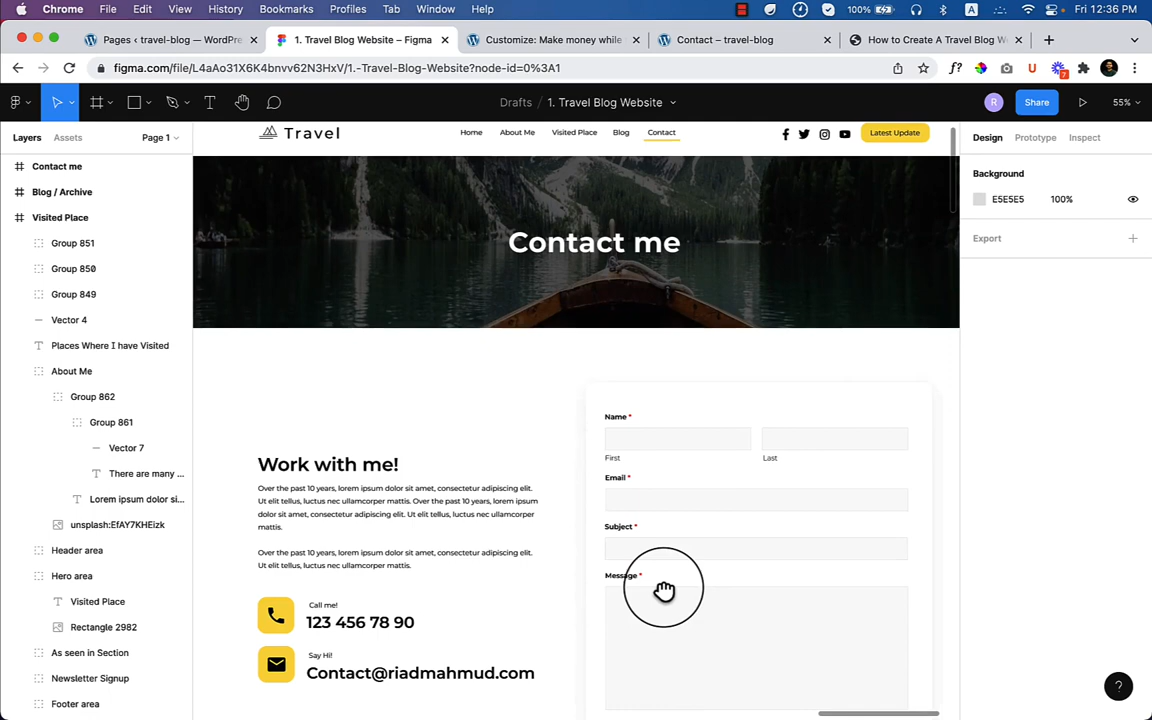 Chrome File Edit View History Bookmarks Profiles Tab Window Help 100% A Fri 12:36 PM
Pages ‹ travel-blog — WordPre
1. Travel Blog Website – Figma
Customize: Make money while
Contact – travel-blog
How to Create A Travel Blog W
figma.com/file/L4aAo31X6K4bnvv62N3HxV/1.-Travel-Blog-Website?node-id=0%3A1
f? U 7
Drafts / 1. Travel Blog Website
R Share 55%
Layers Assets Page 1
Contact me
Blog / Archive
Visited Place
Group 851
Group 850
Group 849
Vector 4
Places Where I have Visited
About Me
Group 862
Group 861
Vector 7
There are many ...
Lorem ipsum dolor si...
unsplash:EfAY7KHEizk
Header area
Hero area
Visited Place
Rectangle 2982
As seen in Section
Newsletter Signup
Footer area
Travel Home About Me Visited Place Blog Contact Latest Update
Contact me
Work with me!
Over the past 10 years, lorem ipsum dolor sit amet, consectetur adipiscing elit.
Ut elit tellus, luctus nec ullamcorper mattis. Over the past 10 years, lorem ipsum
dolor sit amet, consectetur adipiscing elit. Ut elit tellus, luctus nec ullamcorper
mattis.
Over the past 10 years, lorem ipsum dolor sit amet, consectetur adipiscing elit.
Ut elit tellus, luctus nec ullamcorper mattis.
Call me!
123 456 78 90
Say Hi!
Contact@riadmahmud.com
Name *
First Last
Email *
Subject *
Message *
Design Prototype Inspect
Background
E5E5E5 100%
Export
?